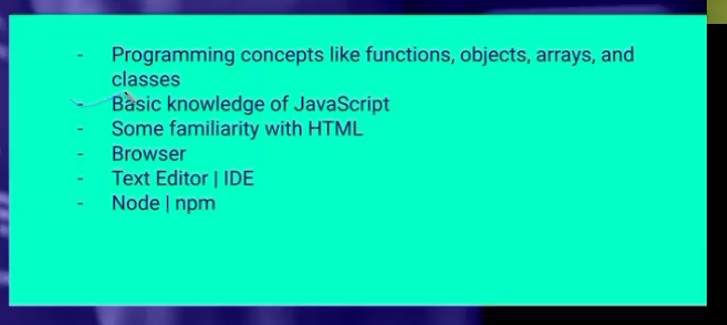 - Programming concepts like functions, objects, arrays, and
classes
- Basic knowledge of JavaScript
- Some familiarity with HTML
- Browser
- Text Editor | IDE
- Node | npm